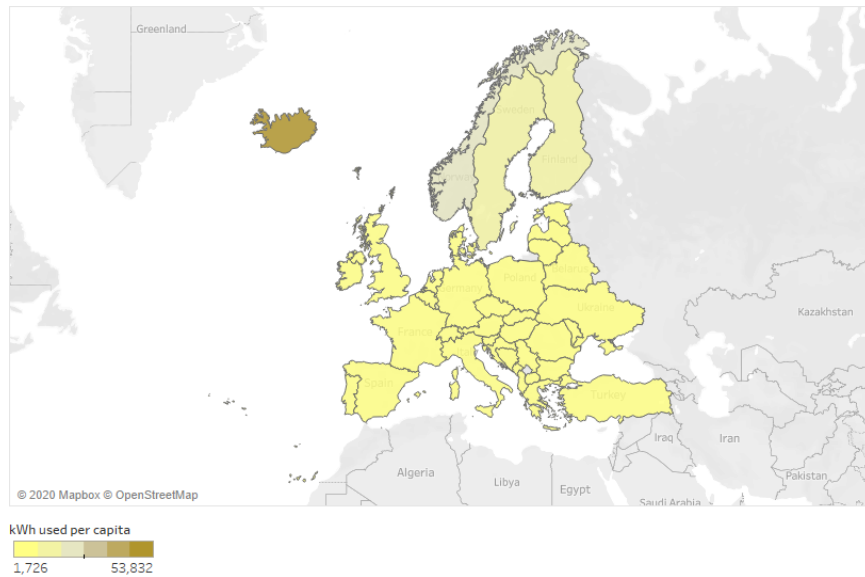 Greenland
Sweden
Norway
Finland
Belarus
Poland
Germany
Ukraine
Kazakhstan
France
Spain
Turkey
Iraq
Iran
Pakistan
Algeria
Libya
Egypt
Saudi Arabia
© 2020 Mapbox © OpenStreetMap
kWh used per capita
1,726 53,832